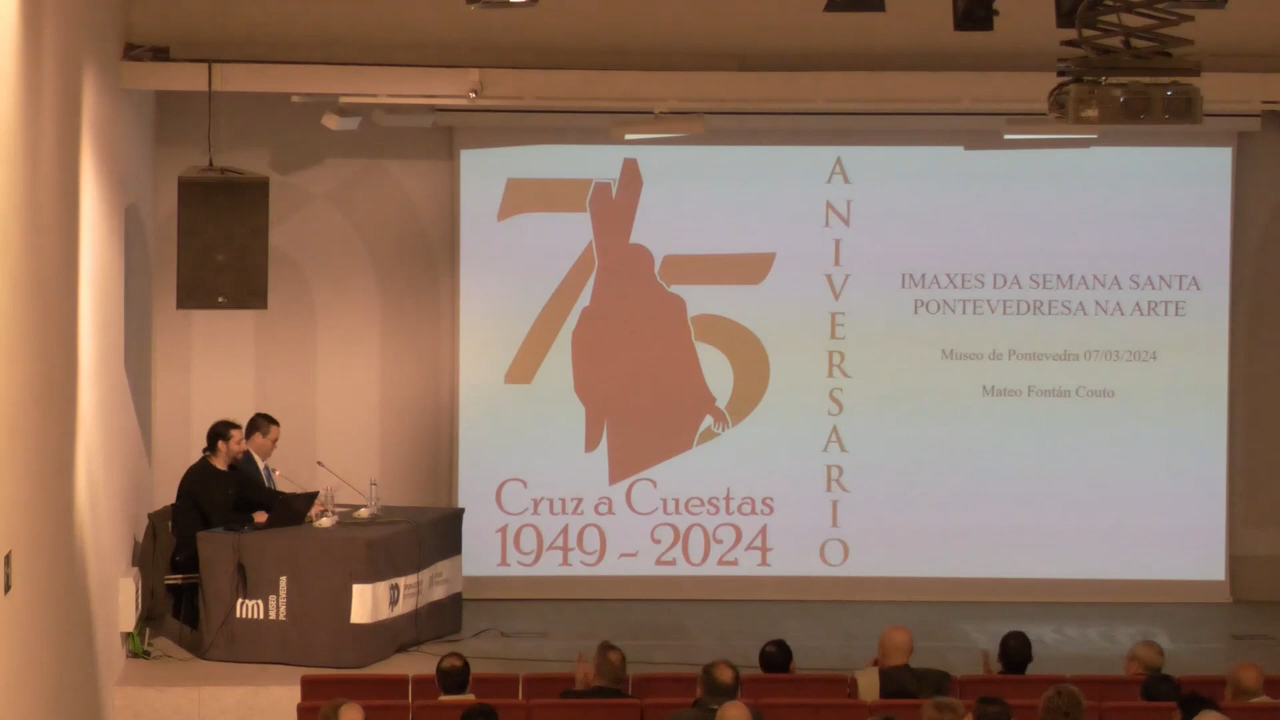 75
ANIVERSARIO
Cruz a Cuestas
1949 - 2024
IMAXES DA SEMANA SANTA
PONTEVEDRESA NA ARTE
Museo de Pontevedra 07/03/2024
Mateo Fontán Couto
MUSEO
PONTEVEDRA